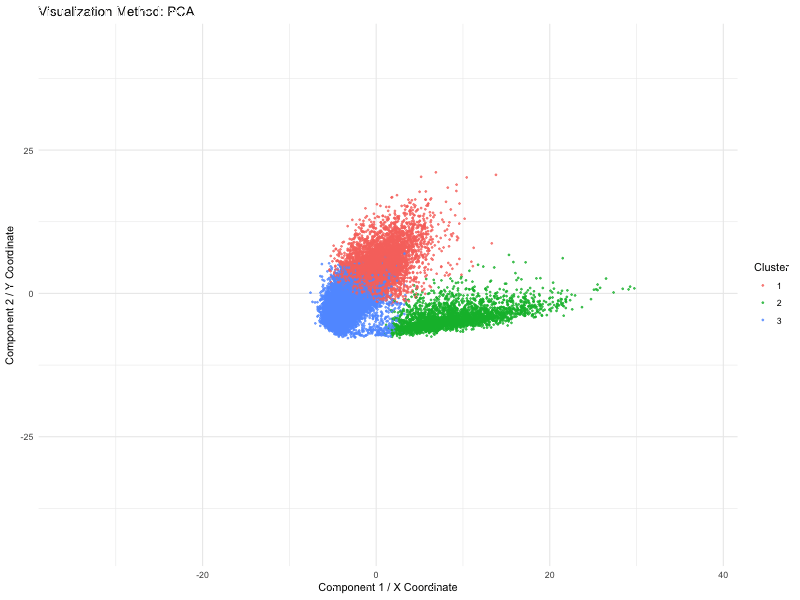 Visualization Method: PCA
25
0
-25
-20
0
20
40
Component 1 / X Coordinate
Component 2 / Y Coordinate
Cluster
1
2
3